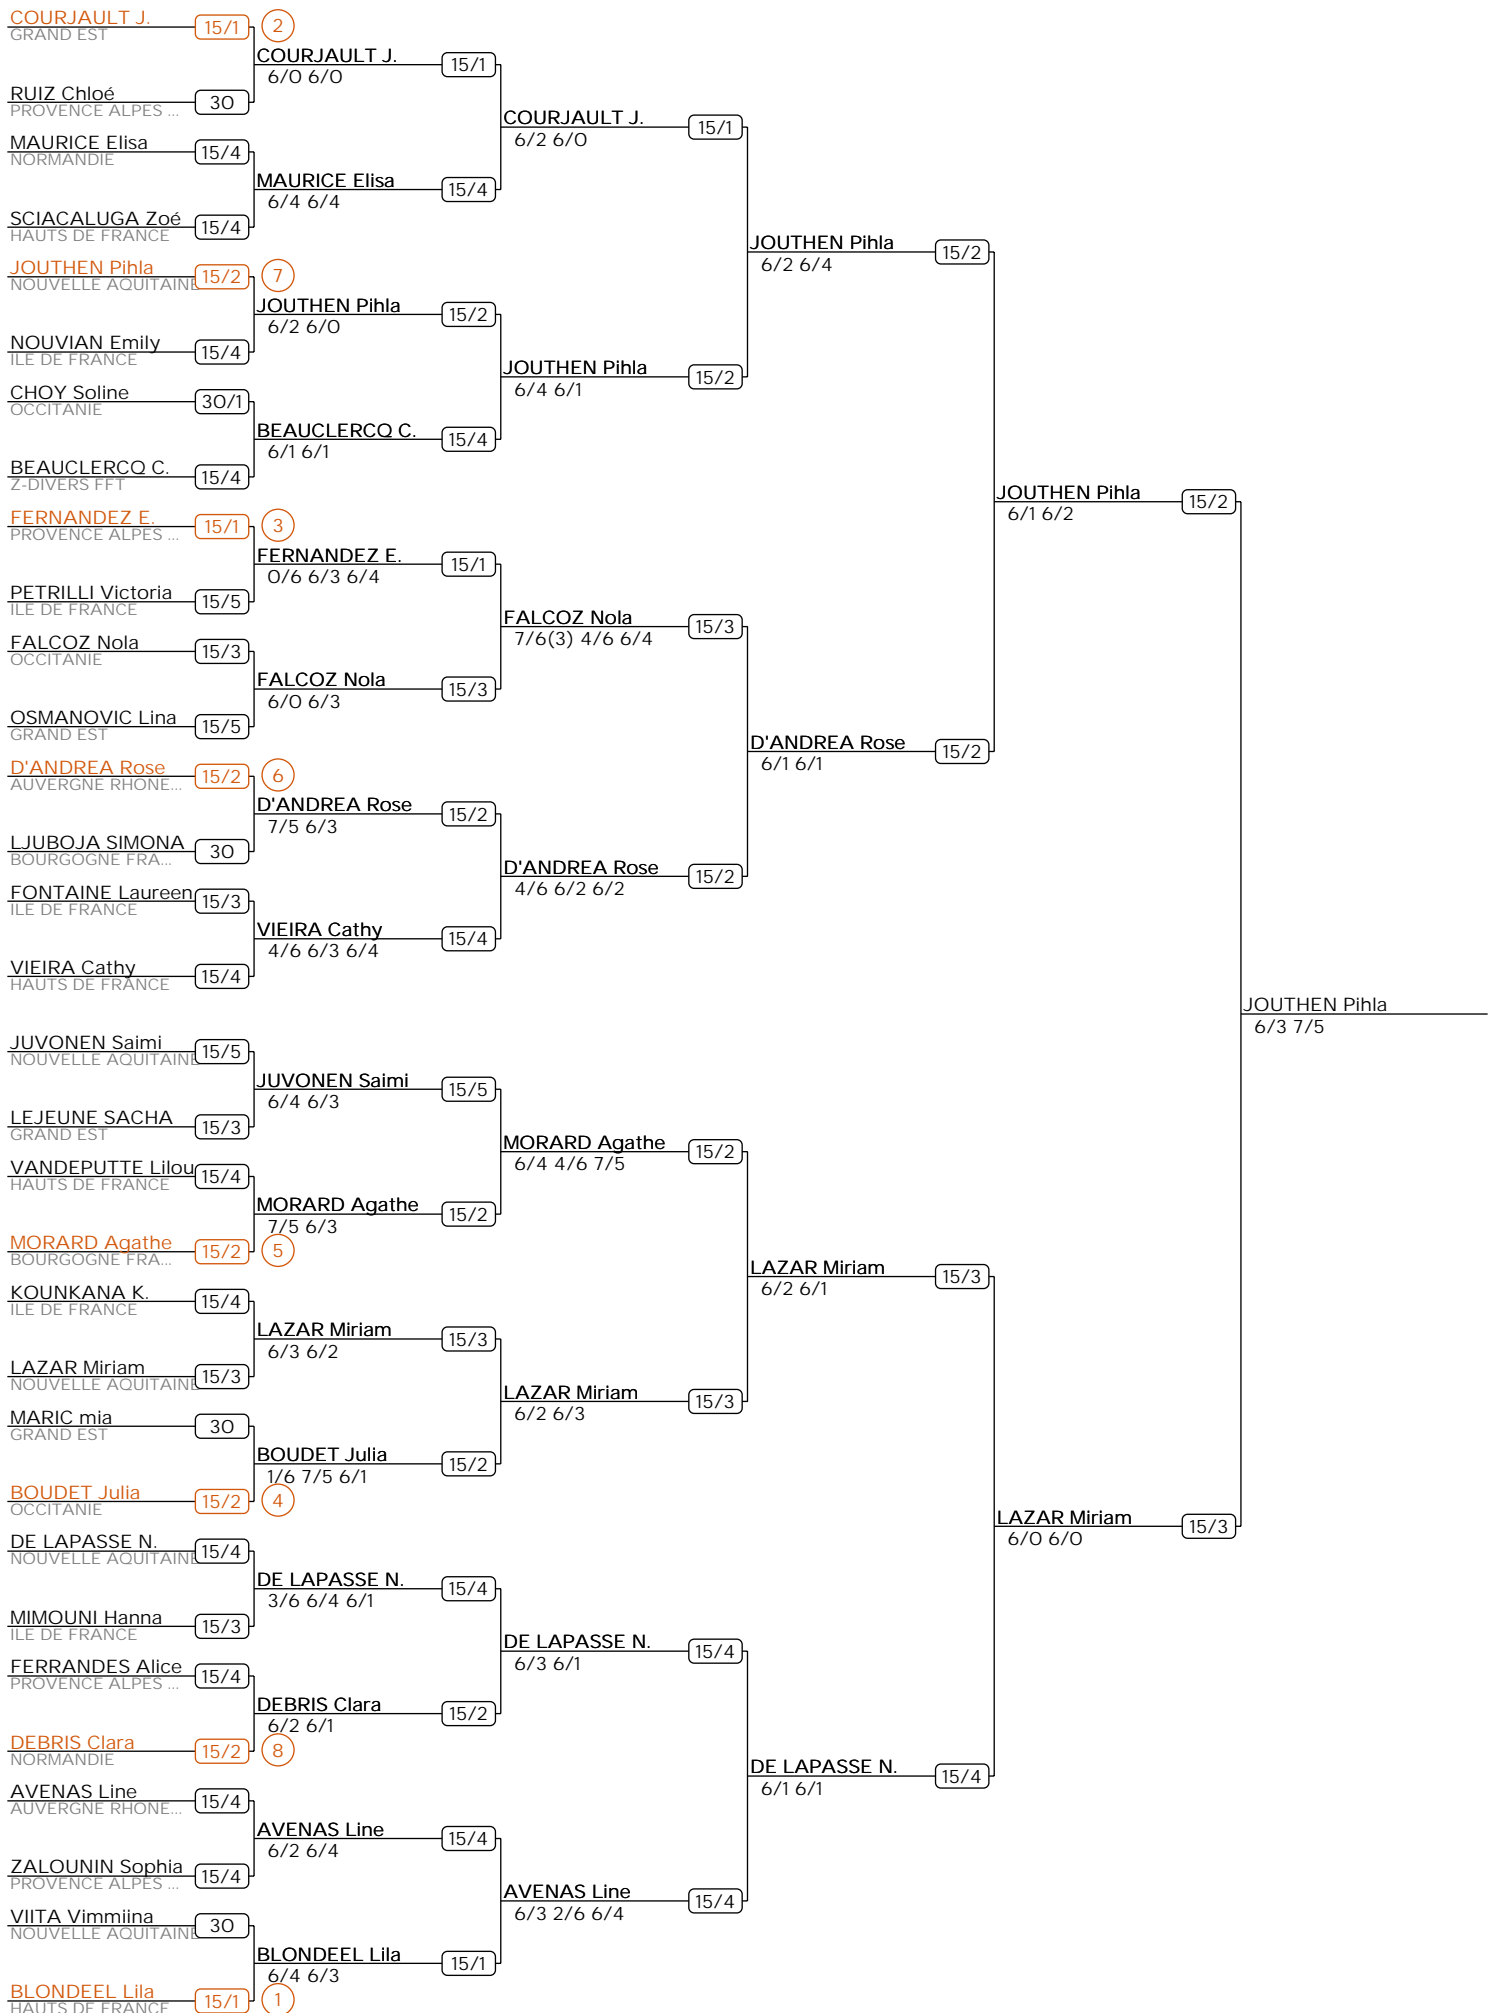 COURJAULT J.
GRAND EST
15/1
2
COURJAULT J.
6/0 6/0
15/1
RUIZ Chloé
PROVENCE ALPES ...
30
COURJAULT J.
6/2 6/0
15/1
MAURICE Elisa
NORMANDIE
15/4
MAURICE Elisa
6/4 6/4
15/4
SCIACALUGA Zoé
HAUTS DE FRANCE
15/4
JOUTHEN Pihla
6/2 6/4
15/2
JOUTHEN Pihla
NOUVELLE AQUITAINE
15/2
7
JOUTHEN Pihla
6/2 6/0
15/2
NOUVIAN Emily
ILE DE FRANCE
15/4
JOUTHEN Pihla
6/4 6/1
15/2
CHOY Soline
OCCITANIE
30/1
BEAUCLERCQ C.
6/1 6/1
15/4
BEAUCLERCQ C.
Z-DIVERS FFT
15/4
JOUTHEN Pihla
6/1 6/2
15/2
FERNANDEZ E.
PROVENCE ALPES ...
15/1
3
FERNANDEZ E.
0/6 6/3 6/4
15/1
PETRILLI Victoria
ILE DE FRANCE
15/5
FALCOZ Nola
7/6(3) 4/6 6/4
15/3
FALCOZ Nola
OCCITANIE
15/3
FALCOZ Nola
6/0 6/3
15/3
OSMANOVIC Lina
GRAND EST
15/5
D'ANDREA Rose
6/1 6/1
15/2
D'ANDREA Rose
AUVERGNE RHONE...
15/2
6
D'ANDREA Rose
7/5 6/3
15/2
LJUBOJA SIMONA
BOURGOGNE FRA...
30
D'ANDREA Rose
4/6 6/2 6/2
15/2
FONTAINE Laureen
ILE DE FRANCE
15/3
VIEIRA Cathy
4/6 6/3 6/4
15/4
VIEIRA Cathy
HAUTS DE FRANCE
15/4
JOUTHEN Pihla
6/3 7/5
JUVONEN Saimi
NOUVELLE AQUITAINE
15/5
JUVONEN Saimi
6/4 6/3
15/5
LEJEUNE SACHA
GRAND EST
15/3
MORARD Agathe
6/4 4/6 7/5
15/2
VANDEPUTTE Lilou
HAUTS DE FRANCE
15/4
MORARD Agathe
7/5 6/3
15/2
MORARD Agathe
BOURGOGNE FRA...
15/2
5
LAZAR Miriam
6/2 6/1
15/3
KOUNKANA K.
ILE DE FRANCE
15/4
LAZAR Miriam
6/3 6/2
15/3
LAZAR Miriam
NOUVELLE AQUITAINE
15/3
LAZAR Miriam
6/2 6/3
15/3
MARIC mia
GRAND EST
30
BOUDET Julia
1/6 7/5 6/1
15/2
BOUDET Julia
OCCITANIE
15/2
4
LAZAR Miriam
6/0 6/0
15/3
DE LAPASSE N.
NOUVELLE AQUITAINE
15/4
DE LAPASSE N.
3/6 6/4 6/1
15/4
MIMOUNI Hanna
ILE DE FRANCE
15/3
DE LAPASSE N.
6/3 6/1
15/4
FERRANDES Alice
PROVENCE ALPES ...
15/4
DEBRIS Clara
6/2 6/1
15/2
DEBRIS Clara
NORMANDIE
15/2
8
DE LAPASSE N.
6/1 6/1
15/4
AVENAS Line
AUVERGNE RHONE...
15/4
AVENAS Line
6/2 6/4
15/4
ZALOUNIN Sophia
PROVENCE ALPES ...
15/4
AVENAS Line
6/3 2/6 6/4
15/4
VIITA Vimmiina
NOUVELLE AQUITAINE
30
BLONDEEL Lila
6/4 6/3
15/1
BLONDEEL Lila
HAUTS DE FRANCE
15/1
1